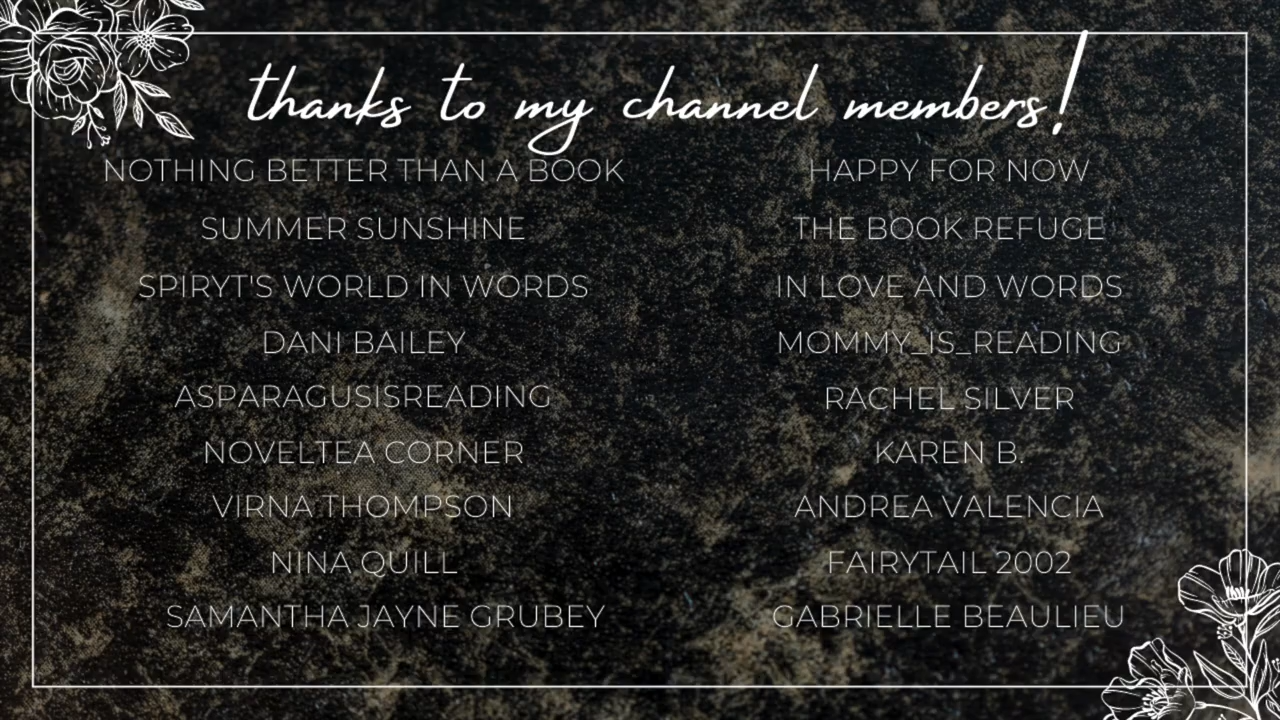 thanks to my channel members!
NOTHING BETTER THAN A BOOK
SUMMER SUNSHINE
SPIRYT'S WORLD IN WORDS
DANI BAILEY
ASPARAGUSISREADING
NOVELTEA CORNER
VIRNA THOMPSON
NINA QUILL
SAMANTHA JAYNE GRUBEY
HAPPY FOR NOW
THE BOOK REFUGE
IN LOVE AND WORDS
MOMMY_IS_READING
RACHEL SILVER
KAREN B.
ANDREA VALENCIA
FAIRYTAIL 2002
GABRIELLE BEAULIEU